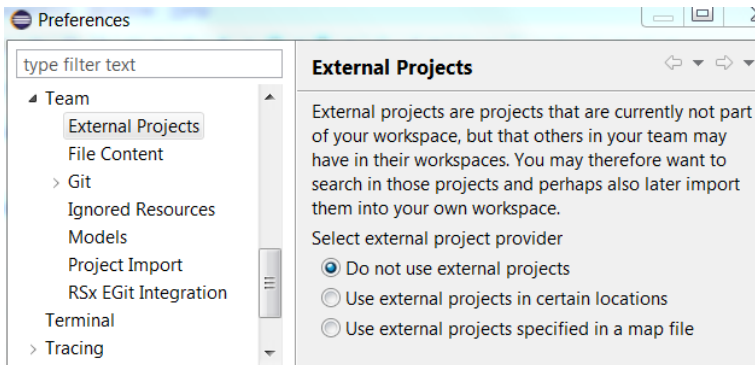 Preferences
type filter text
Team
External Projects
File Content
Git
Ignored Resources
Models
Project Import
RSx EGit Integration
Terminal
Tracing
External Projects
External projects are projects that are currently not part
of your workspace, but that others in your team may
have in their workspaces. You may therefore want to
search in those projects and perhaps also later import
them into your own workspace.
Select external project provider
Do not use external projects
Use external projects in certain locations
Use external projects specified in a map file